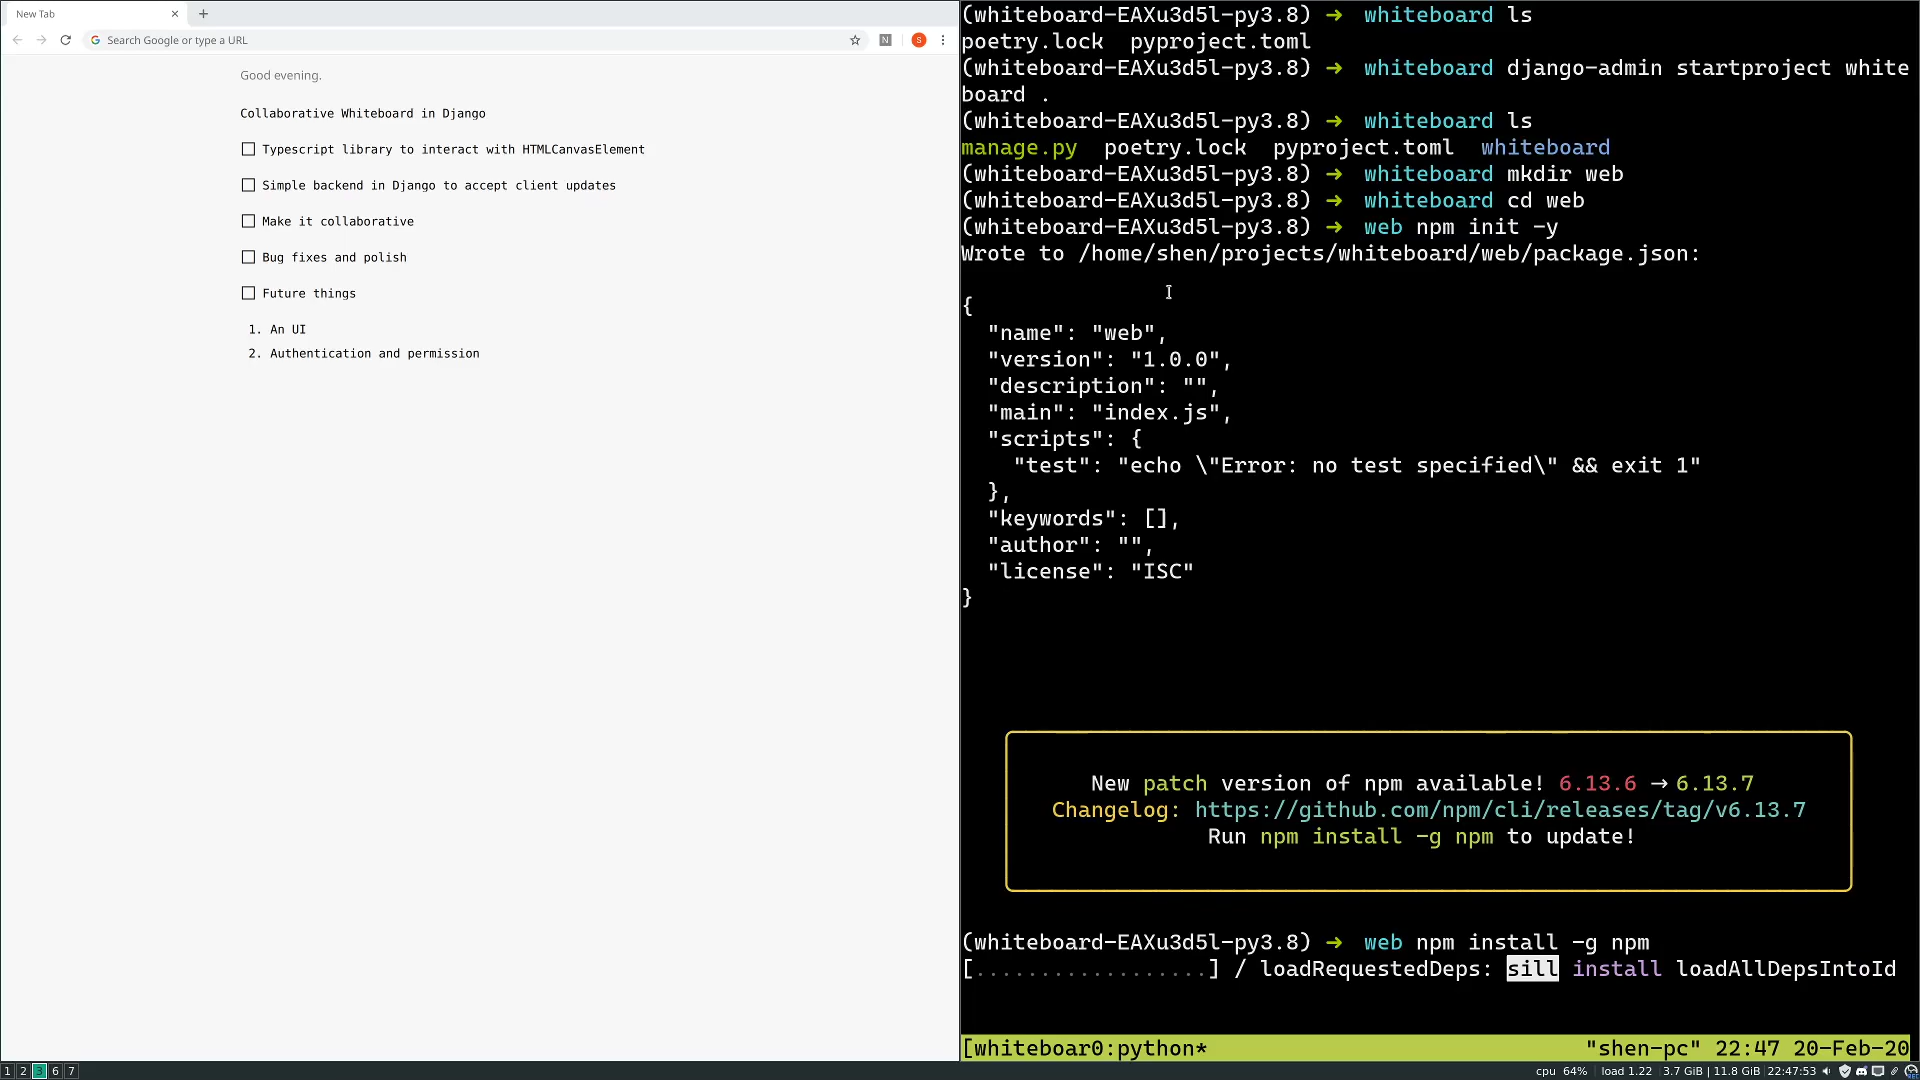 New Tab
Search Google or type a URL
N
S
Good evening.
Collaborative Whiteboard in Django
Typescript library to interact with HTMLCanvasElement
Simple backend in Django to accept client updates
Make it collaborative
Bug fixes and polish
Future things
1. An UI
2. Authentication and permission
(whiteboard-EAXu3d5l-py3.8) → whiteboard ls
poetry.lock pyproject.toml
(whiteboard-EAXu3d5l-py3.8) → whiteboard django-admin startproject white
board .
(whiteboard-EAXu3d5l-py3.8) → whiteboard ls
manage.py poetry.lock pyproject.toml whiteboard
(whiteboard-EAXu3d5l-py3.8) → whiteboard mkdir web
(whiteboard-EAXu3d5l-py3.8) → whiteboard cd web
(whiteboard-EAXu3d5l-py3.8) → web npm init -y
Wrote to /home/shen/projects/whiteboard/web/package.json:
{
"name": "web",
"version": "1.0.0",
"description": "",
"main": "index.js",
"scripts": {
"test": "echo \"Error: no test specified\" && exit 1"
},
"keywords": [],
"author": "",
"license": "ISC"
}
New patch version of npm available! 6.13.6 → 6.13.7
Changelog: https://github.com/npm/cli/releases/tag/v6.13.7
Run npm install -g npm to update!
(whiteboard-EAXu3d5l-py3.8) → web npm install -g npm
[..................] / loadRequestedDeps: sill install loadAllDepsIntoId
[whiteboar0:python* "shen-pc" 22:47 20-Feb-20
1 2 3 6 7
cpu 64% load 1.22 3.7 GiB | 11.8 GiB 22:47:53